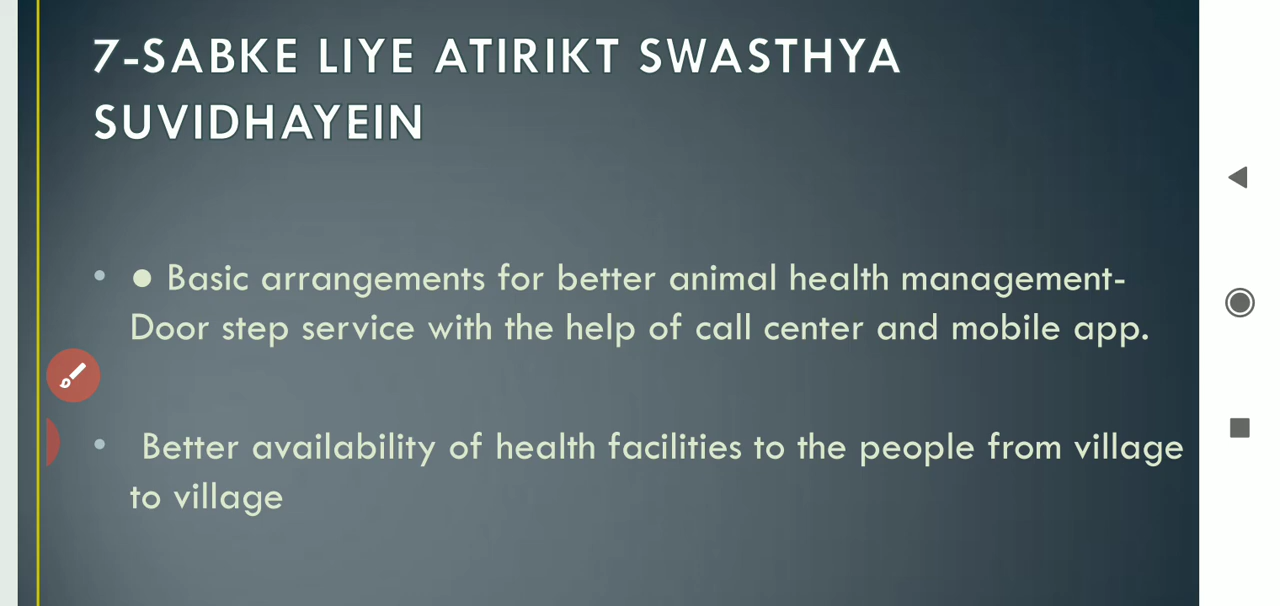 7-SABKE LIYE ATIRIKT SWASTHYA
SUVIDHAYEIN
• ● Basic arrangements for better animal health management-
Door step service with the help of call center and mobile app.
• Better availability of health facilities to the people from village
to village